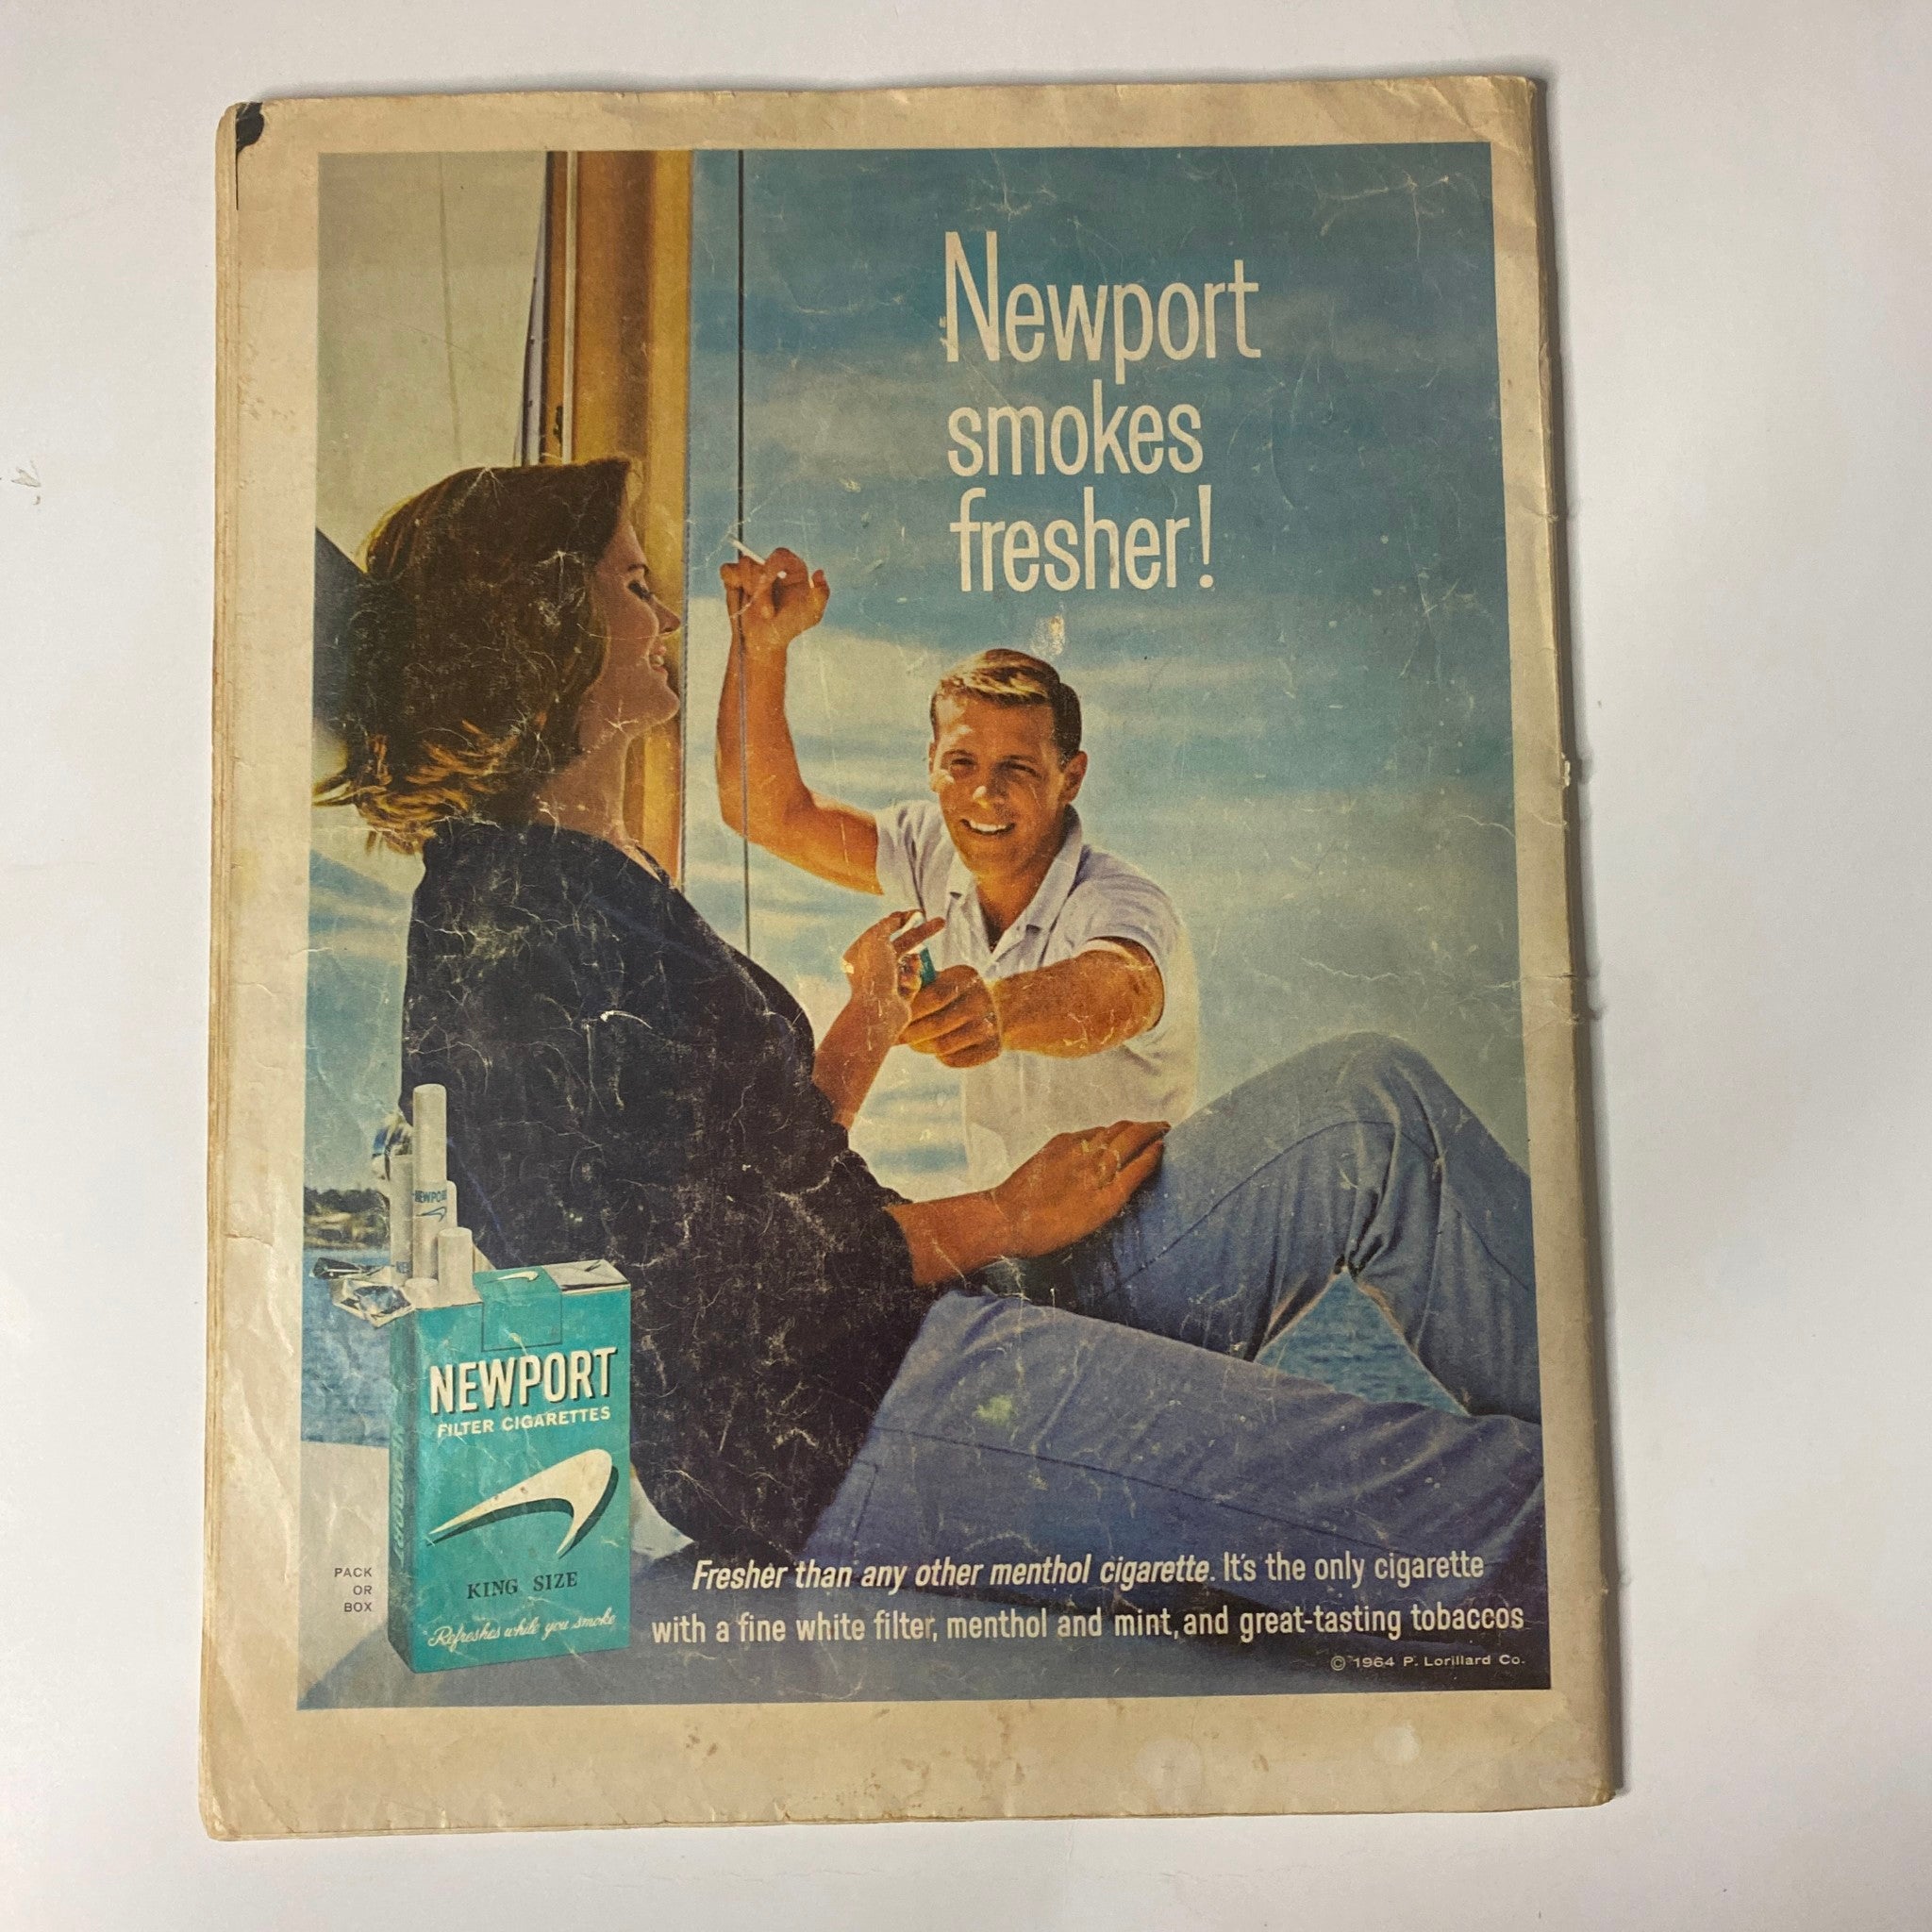 Newport
smokes
fresher!
NEWPORT
NEWPORT
FILTER CIGARETTES
NEWPORT
KING SIZE
Refreshes while you smoke
PACK
OR
BOX
Fresher than any other menthol cigarette. It's the only cigarette
with a fine white filter, menthol and mint, and great-tasting tobaccos
© 1964 P. Lorillard Co.